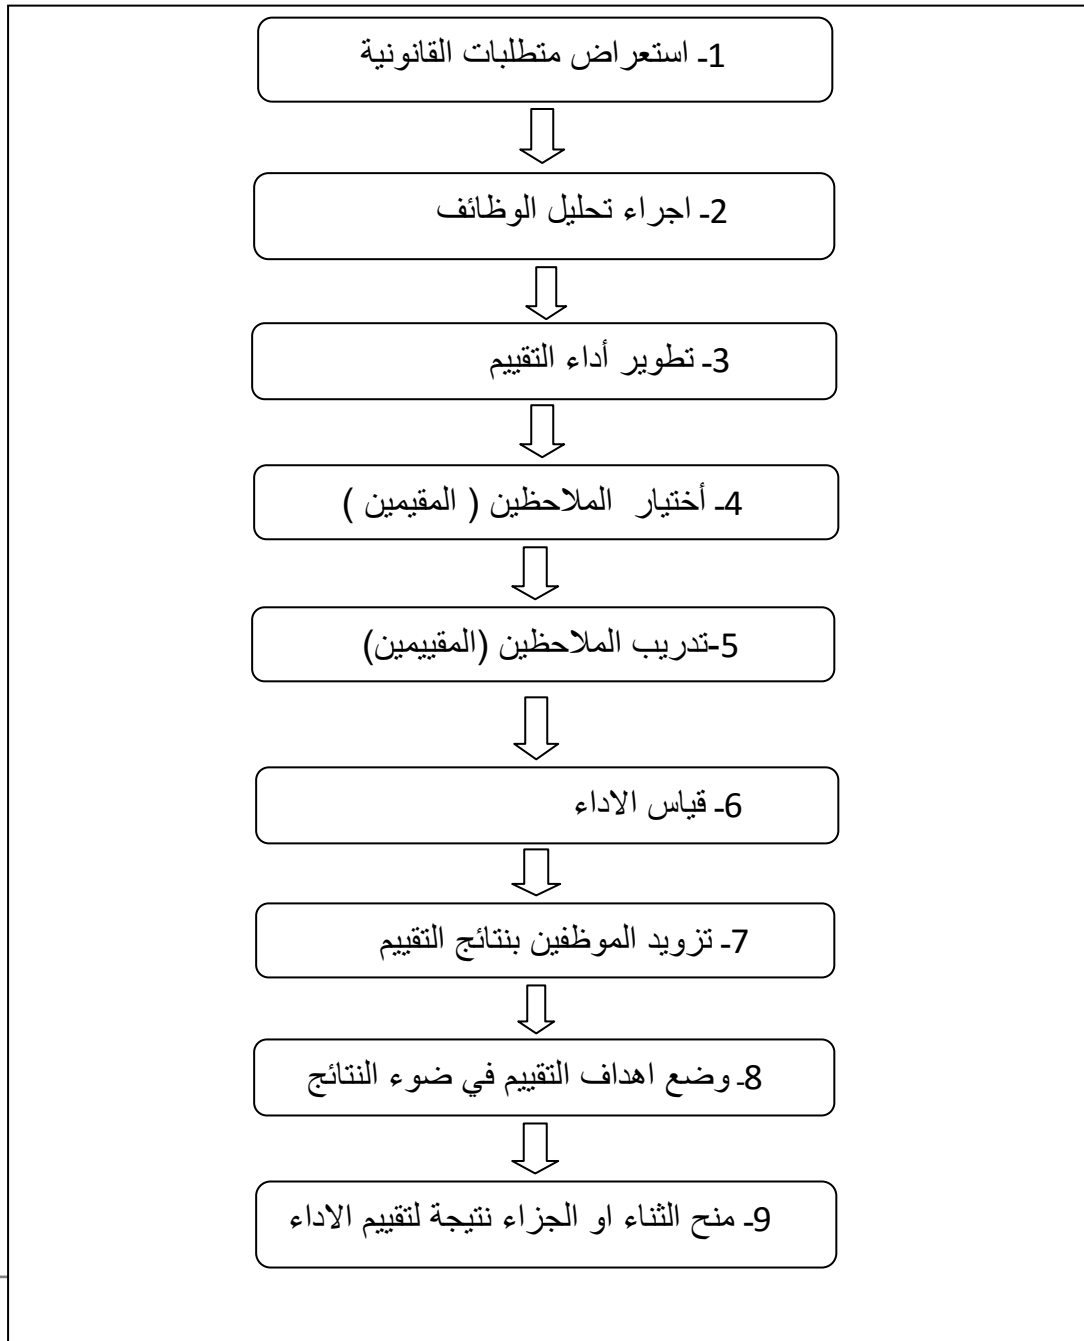 1ـ استعراض متطلبات القانونية
2ـ اجراء تحليل الوظائف
3ـ تطوير أداء التقييم
4ـ أختيار الملاحظين ( المقيمين )
5-تدريب الملاحظين (المقييمين)
6ـ قياس الاداء
7ـ تزويد الموظفين بنتائج التقييم
8ـ وضع اهداف التقييم في ضوء النتائج
9ـ منح الثناء او الجزاء نتيجة لتقييم الاداء